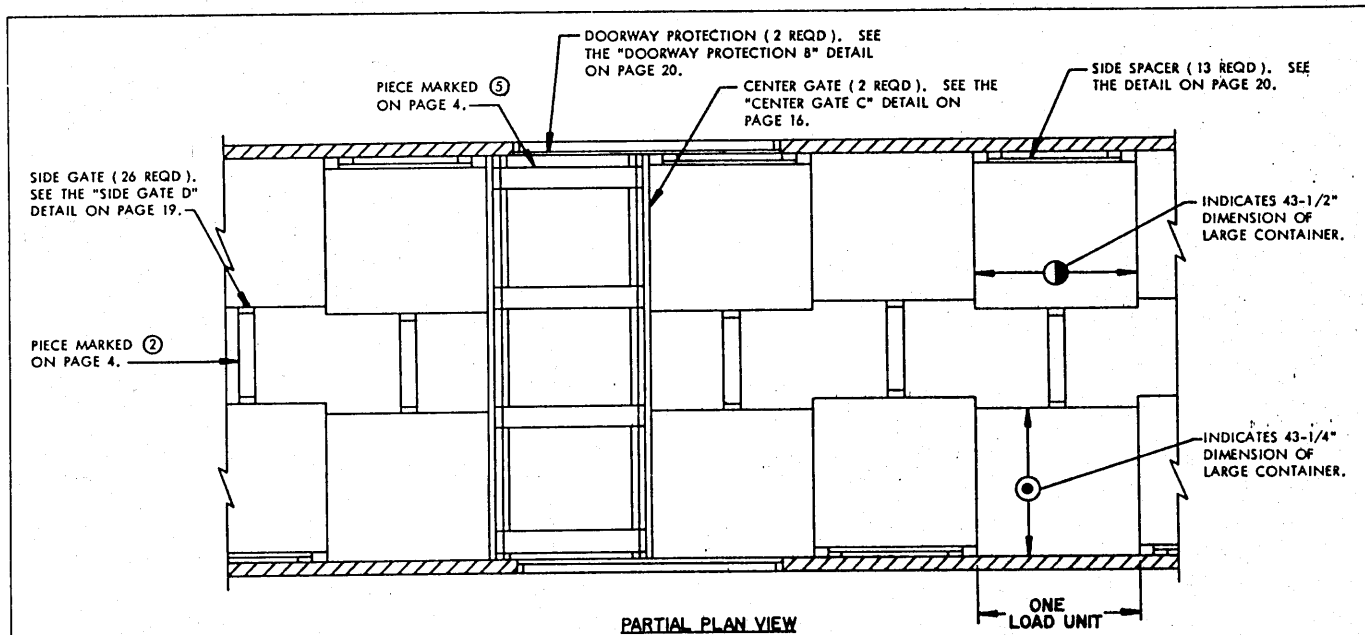 DOORWAY PROTECTION (2 REQD). SEE
THE "DOORWAY PROTECTION B" DETAIL
ON PAGE 20.
PIECE MARKED ⑤
ON PAGE 4.
CENTER GATE (2 REQD). SEE THE
"CENTER GATE C" DETAIL ON
PAGE 16.
SIDE SPACER (13 REQD). SEE
THE DETAIL ON PAGE 20.
SIDE GATE (26 REQD).
SEE THE "SIDE GATE D"
DETAIL ON PAGE 19.
INDICATES 43-1/2"
DIMENSION OF
LARGE CONTAINER.
PIECE MARKED ②
ON PAGE 4.
INDICATES 43-1/4"
DIMENSION OF
LARGE CONTAINER.
PARTIAL PLAN VIEW
ONE
LOAD UNIT